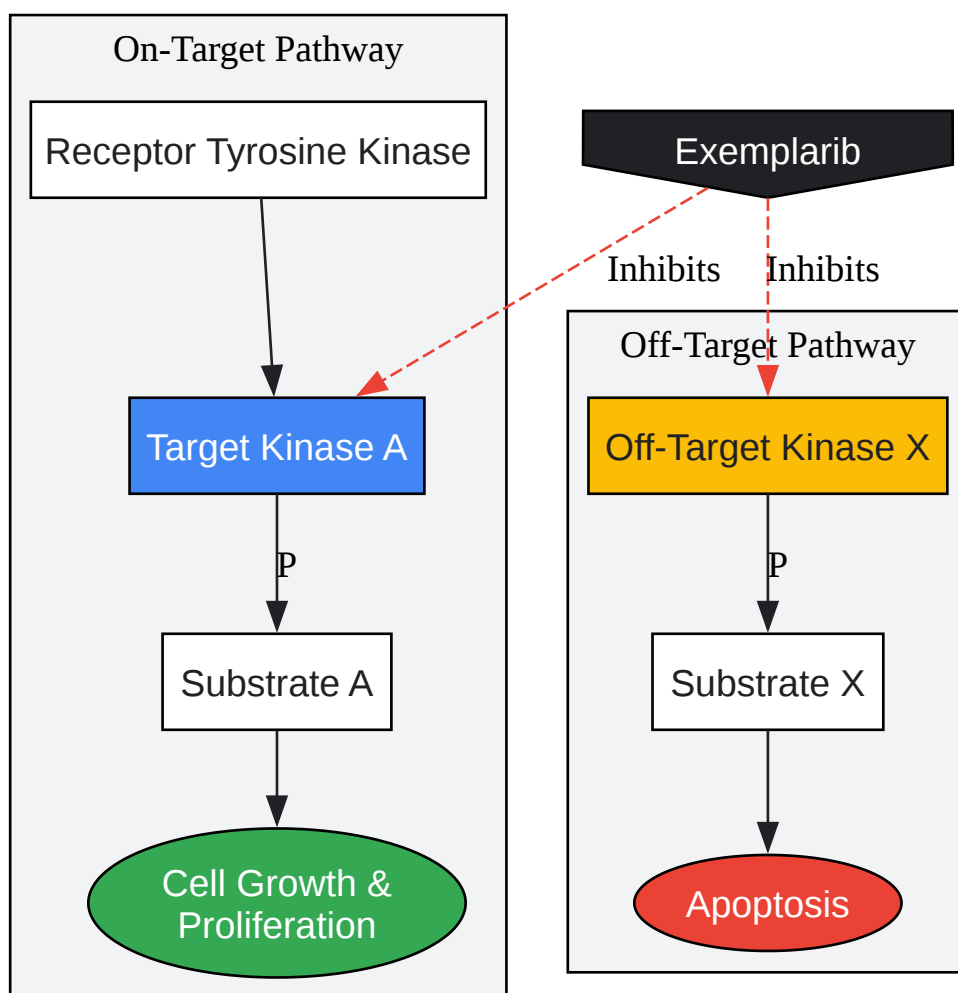 On-Target Pathway
Receptor Tyrosine Kinase
Exemplarib
Inhibits
Inhibits
Off-Target Pathway
Target Kinase A
Off-Target Kinase X
P
P
Substrate A
Substrate X
Cell Growth &
Proliferation
Apoptosis